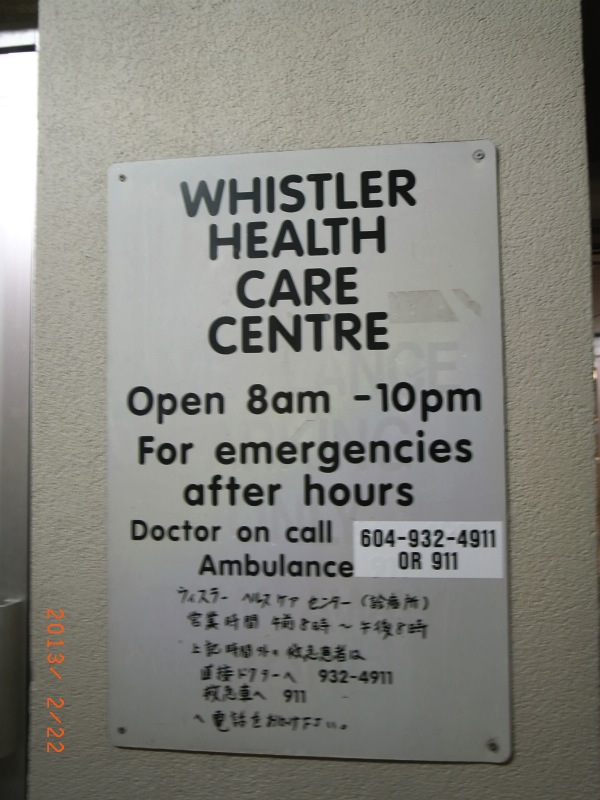 WHISTLER
HEALTH
CARE
CENTRE
Open 8am -10pm
For emergencies
after hours
Doctor on call 604-932-4911
Ambulance OR 911
ウィスラー ヘルスケア センター (診療所)
営業時間 午前8時 ~ 午後8時
上記時間外の救急患者は
直接ドクターへ 932-4911
救急車へ 911
へ電話をおかけ下さい。
2013/ 2/22